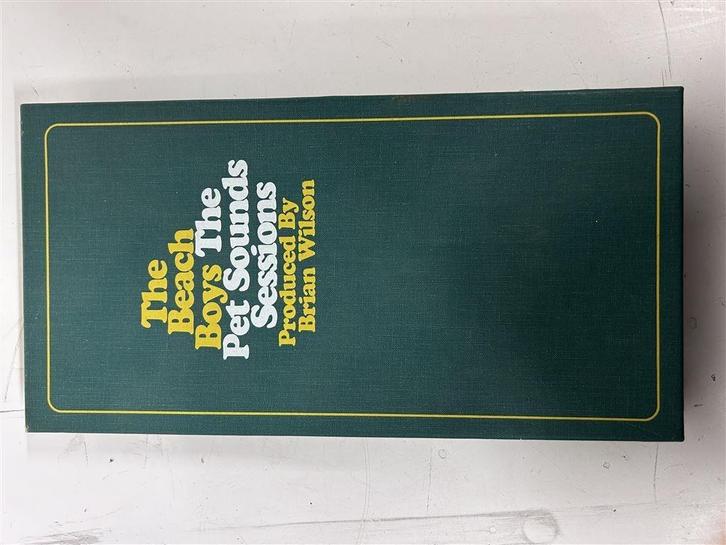 The
Beach
Boys The
Pet Sounds
Sessions
Produced By
Brian Wilson